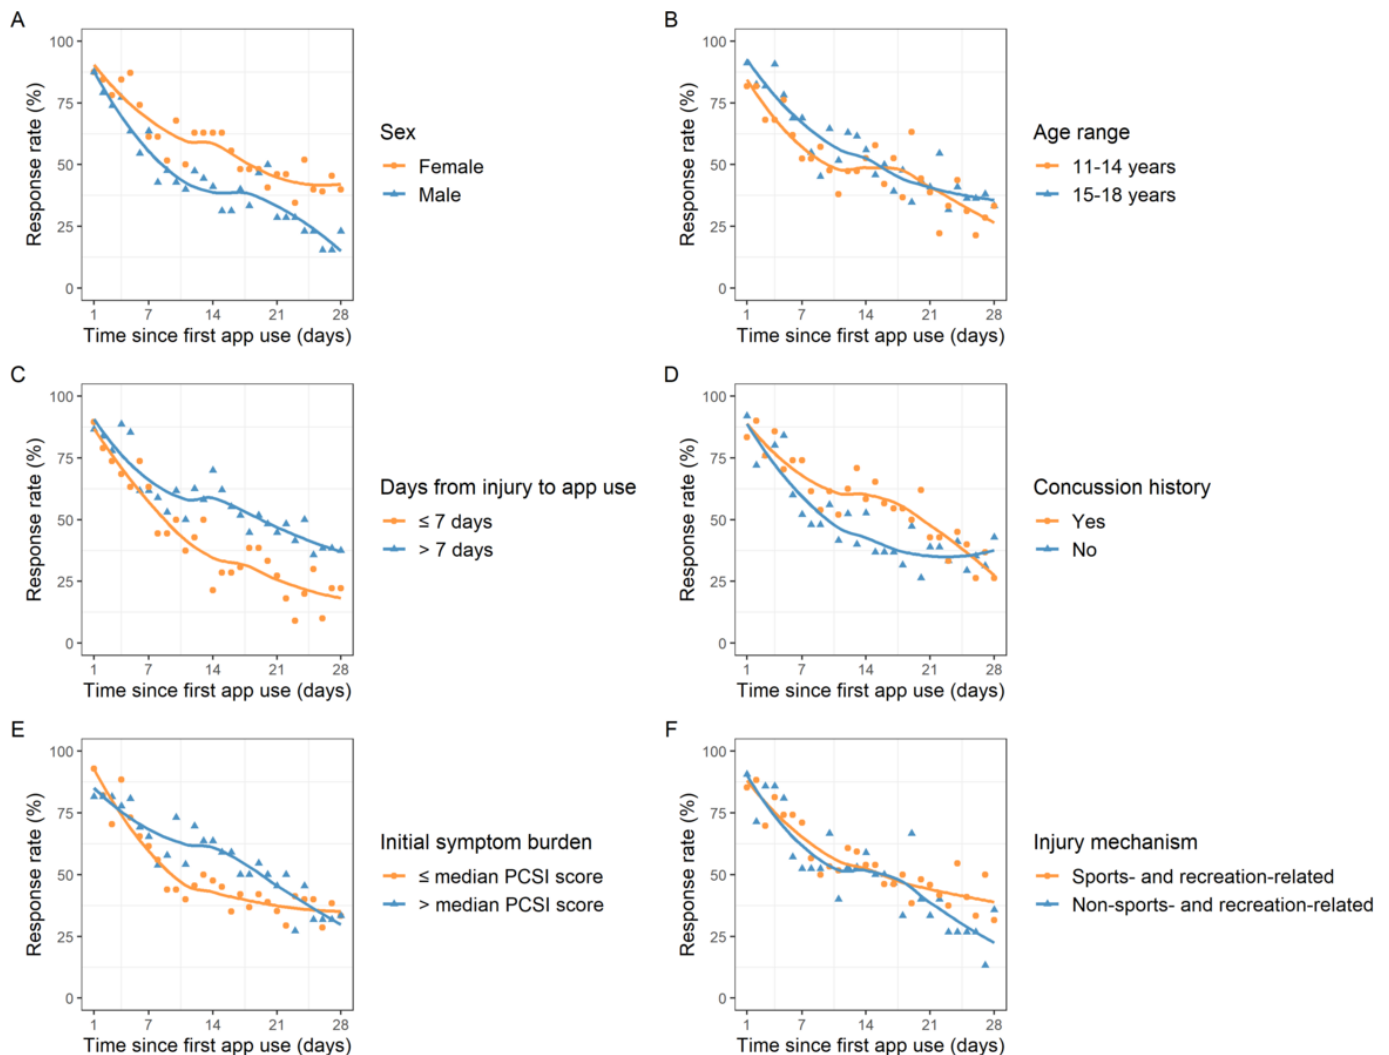 A
Response rate (%)
100
75
50
25
0
1 7 14 21 28
Time since first app use (days)
Sex
Female
Male
B
Response rate (%)
100
75
50
25
0
1 7 14 21 28
Time since first app use (days)
Age range
11-14 years
15-18 years
C
Response rate (%)
100
75
50
25
0
1 7 14 21 28
Time since first app use (days)
Days from injury to app use
≤ 7 days
> 7 days
D
Response rate (%)
100
75
50
25
0
1 7 14 21 28
Time since first app use (days)
Concussion history
Yes
No
E
Response rate (%)
100
75
50
25
0
1 7 14 21 28
Time since first app use (days)
Initial symptom burden
≤ median PCSI score
> median PCSI score
F
Response rate (%)
100
75
50
25
0
1 7 14 21 28
Time since first app use (days)
Injury mechanism
Sports- and recreation-related
Non-sports- and recreation-related